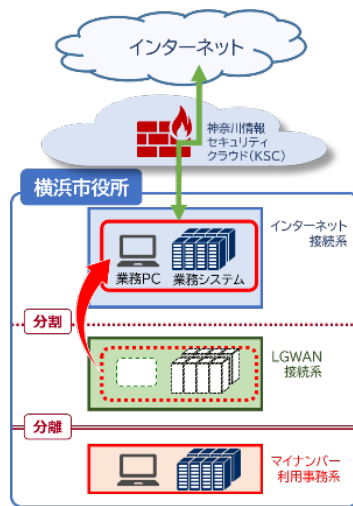 インターネット
神奈川情報
セキュリティ
クラウド(KSC)
横浜市役所
インターネット
接続系
業務PC 業務システム
分割
LGWAN
接続系
分離
マイナンバー
利用事務系